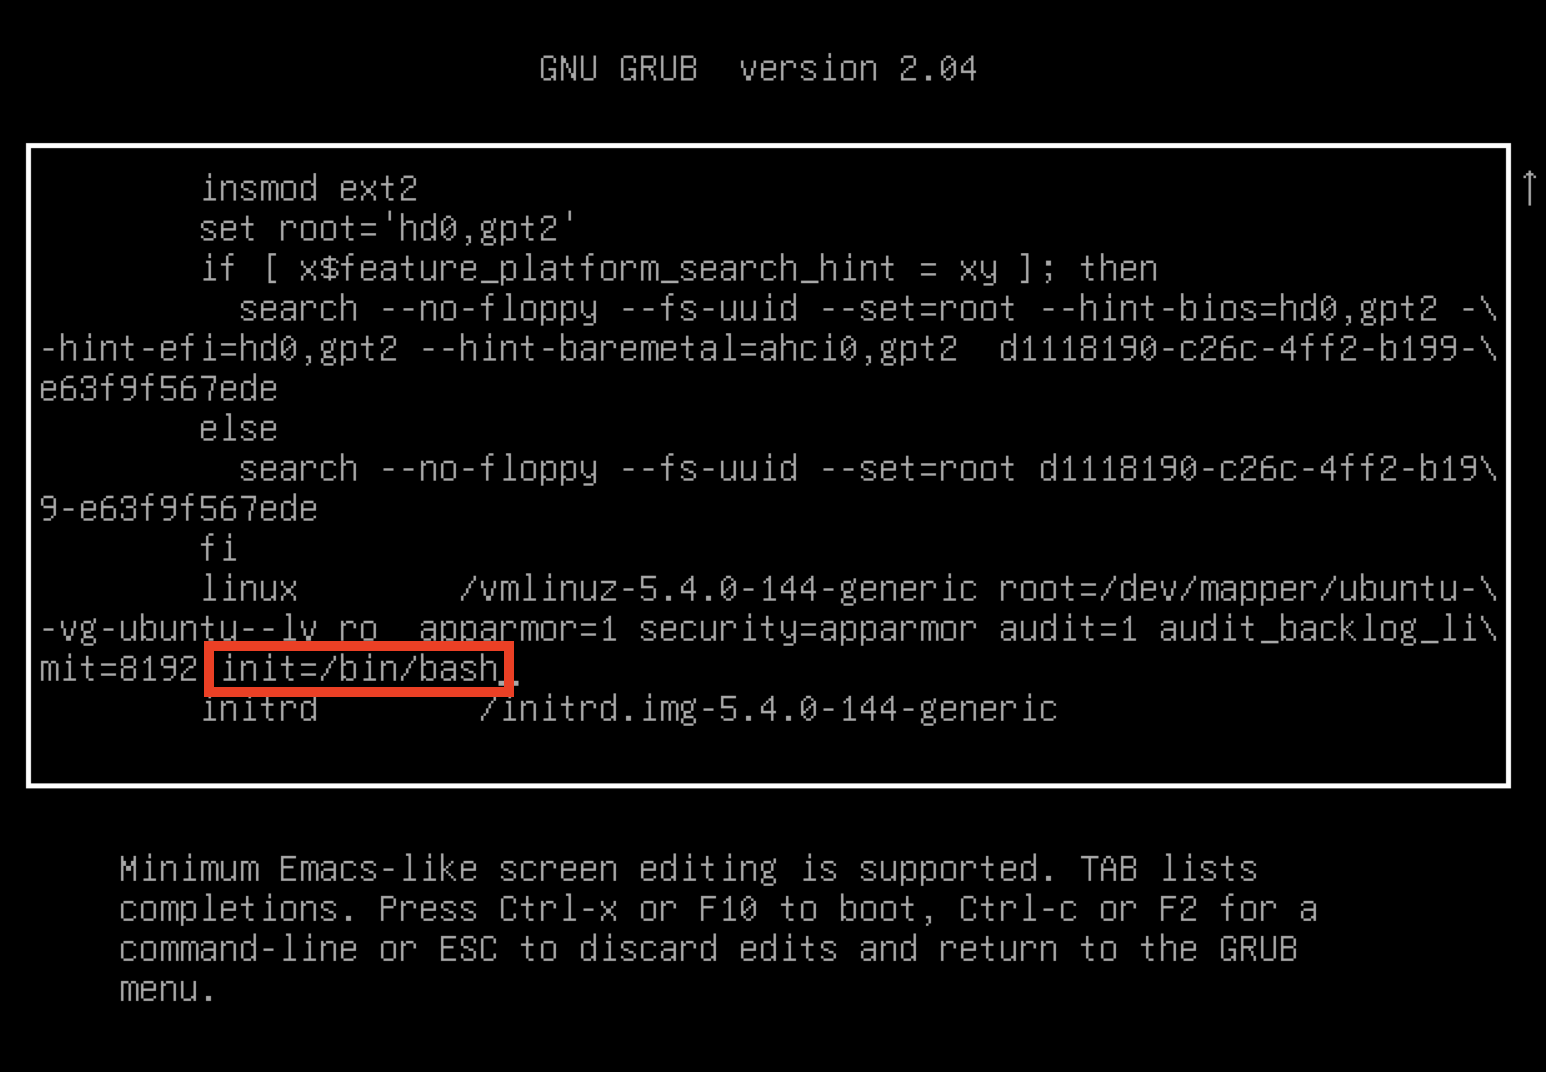 GNU GRUB  version 2.04
insmod ext2
set root='hd0,gpt2'
if [ x$feature_platform_search_hint = xy ]; then
search --no-floppy --fs-uuid --set=root --hint-bios=hd0,gpt2 -\
-hint-efi=hd0,gpt2 --hint-baremetal=ahci0,gpt2  d1118190-c26c-4ff2-b199-\
e63f9f567ede
else
search --no-floppy --fs-uuid --set=root d1118190-c26c-4ff2-b19\
9-e63f9f567ede
fi
linux        /vmlinuz-5.4.0-144-generic root=/dev/mapper/ubuntu-\
-vg-ubuntu--lv ro  apparmor=1 security=apparmor audit=1 audit_backlog_li\
mit=8192 init=/bin/bash_
initrd        /initrd.img-5.4.0-144-generic
Minimum Emacs-like screen editing is supported. TAB lists
completions. Press Ctrl-x or F10 to boot, Ctrl-c or F2 for a
command-line or ESC to discard edits and return to the GRUB
menu.